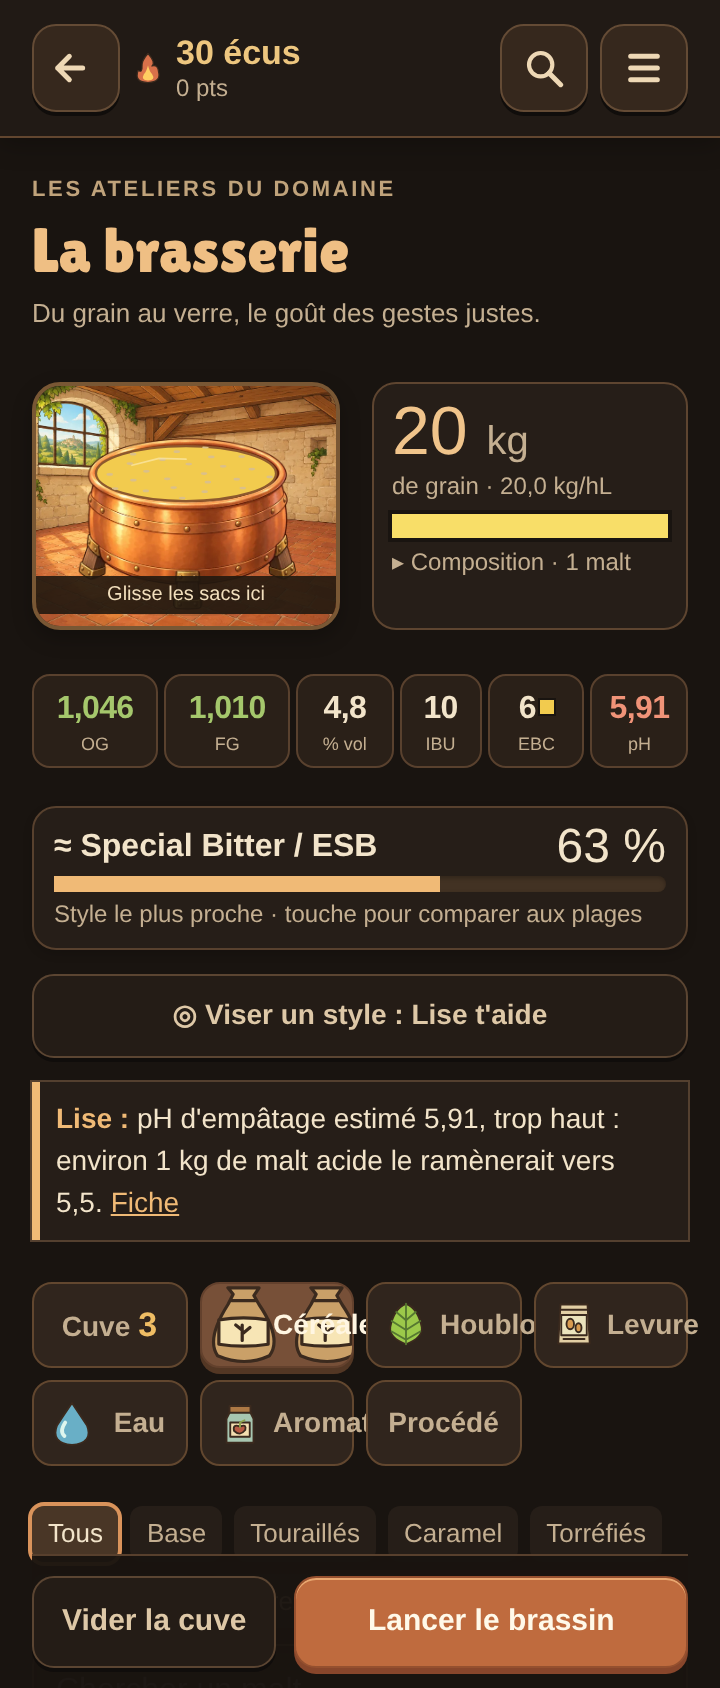 30 écus
0 pts
LES ATELIERS DU DOMAINE
La brasserie
Du grain au verre, le goût des gestes justes.
Glisse les sacs ici
20 kg
de grain · 20,0 kg/hL
▸ Composition · 1 malt
1,046 1,010 4,8 10 6 5,91
OG FG % vol IBU EBC pH
≈ Special Bitter / ESB 63 %
Style le plus proche · touche pour comparer aux plages
◎ Viser un style : Lise t'aide
Lise : pH d'empâtage estimé 5,91, trop haut :
environ 1 kg de malt acide le ramènerait vers
5,5. Fiche
Cuve 3 Céréale Houblo Levure
Eau Aromat Procédé
Tous Base Touraillés Caramel Torréfiés
Vider la cuve Lancer le brassin